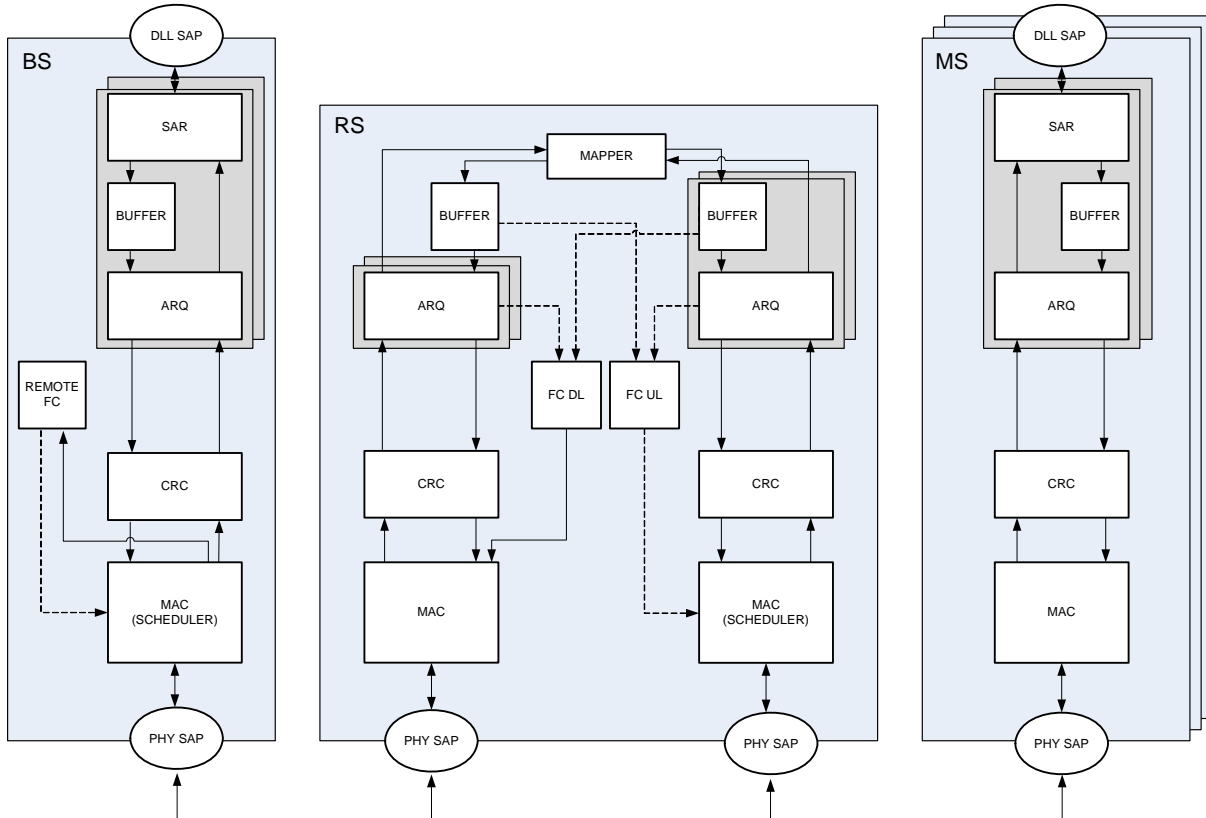 DLL SAP
BS
SAR
BUFFER
ARQ
REMOTE
FC
CRC
MAC
(SCHEDULER)
PHY SAP
RS
MAPPER
BUFFER
BUFFER
ARQ
ARQ
FC DL
FC UL
CRC
CRC
MAC
MAC
(SCHEDULER)
PHY SAP
PHY SAP
DLL SAP
MS
SAR
BUFFER
ARQ
CRC
MAC
PHY SAP